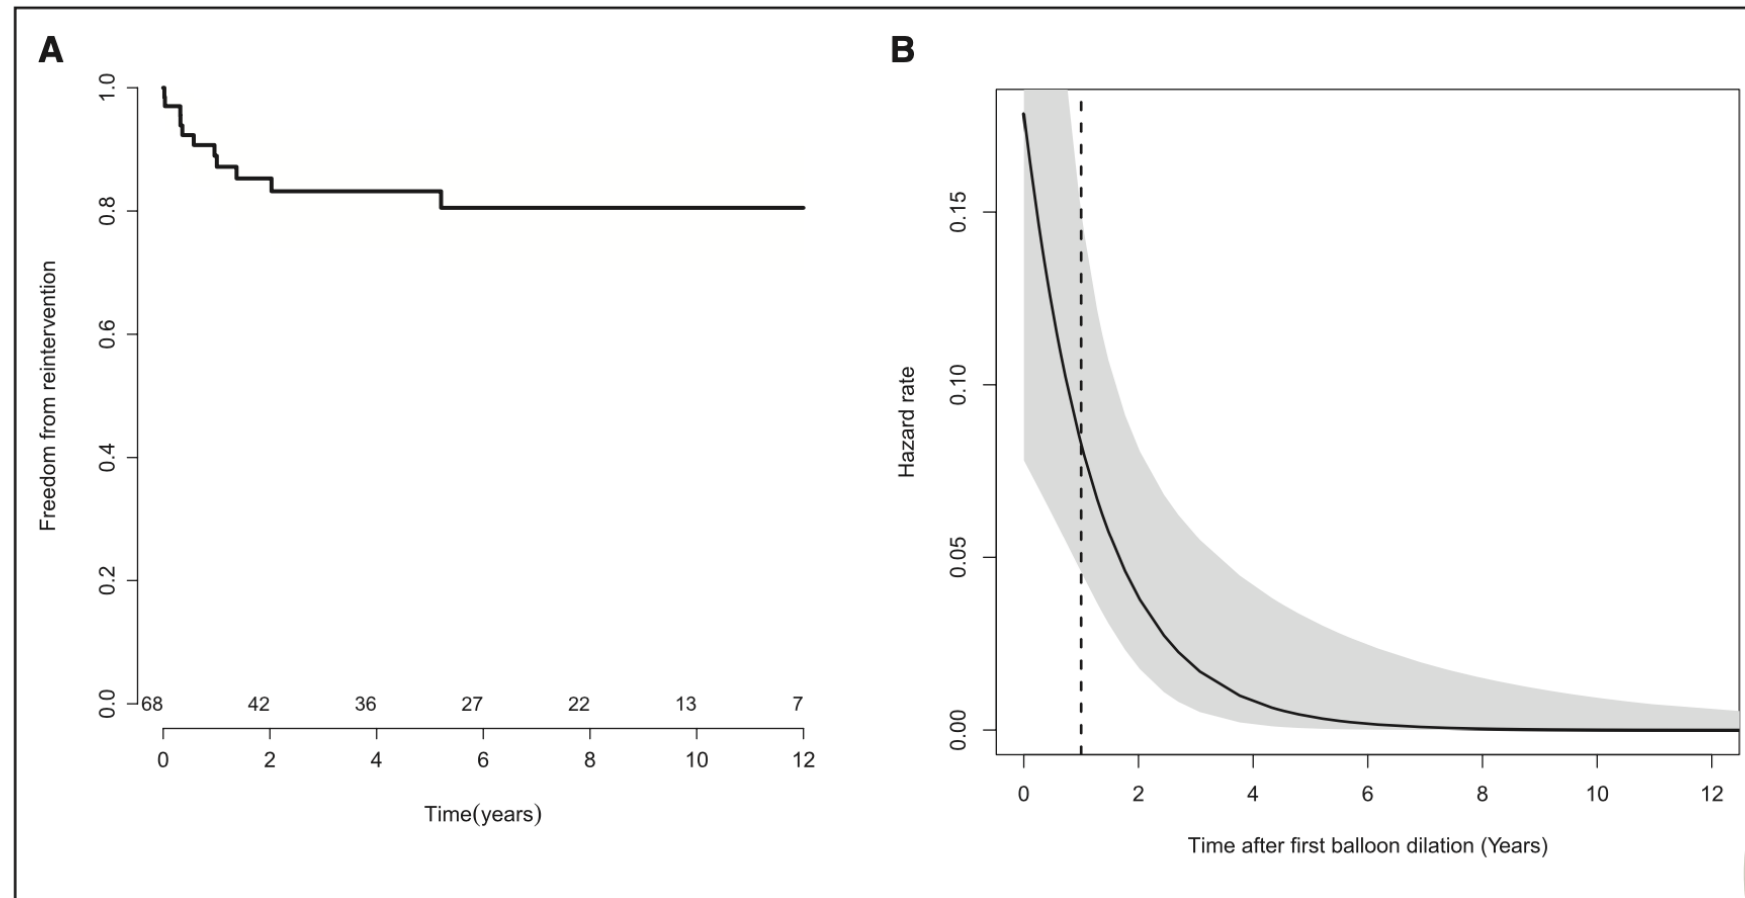 A
1.0
0.8
0.6
0.4
0.2
0.0
Freedom from reintervention
68 42 36 27 22 13 7
0 2 4 6 8 10 12
Time(years)
B
0.15
0.10
0.05
0.00
Hazard rate
0 2 4 6 8 10 12
Time after first balloon dilation (Years)